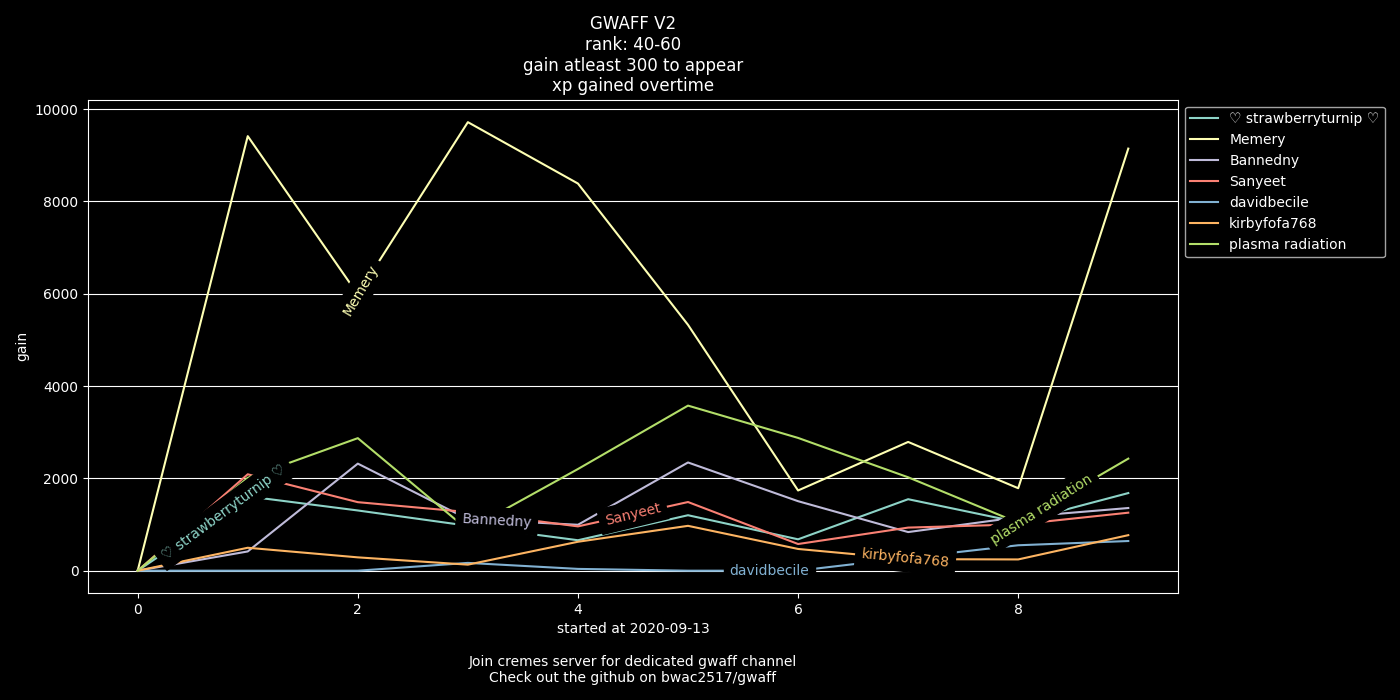 GWAFF V2
rank: 40-60
gain atleast 300 to appear
xp gained overtime
10000
8000
6000
4000
2000
0
gain
0 2 4 6 8
started at 2020-09-13
♡ strawberryturnip ♡
Memery
Bannedny
Sanyeet
davidbecile
kirbyfofa768
plasma radiation
♡ strawberryturnip ♡
Memery
Bannedny
Sanyeet
davidbecile
kirbyfofa768
plasma radiation
Join cremes server for dedicated gwaff channel
Check out the github on bwac2517/gwaff